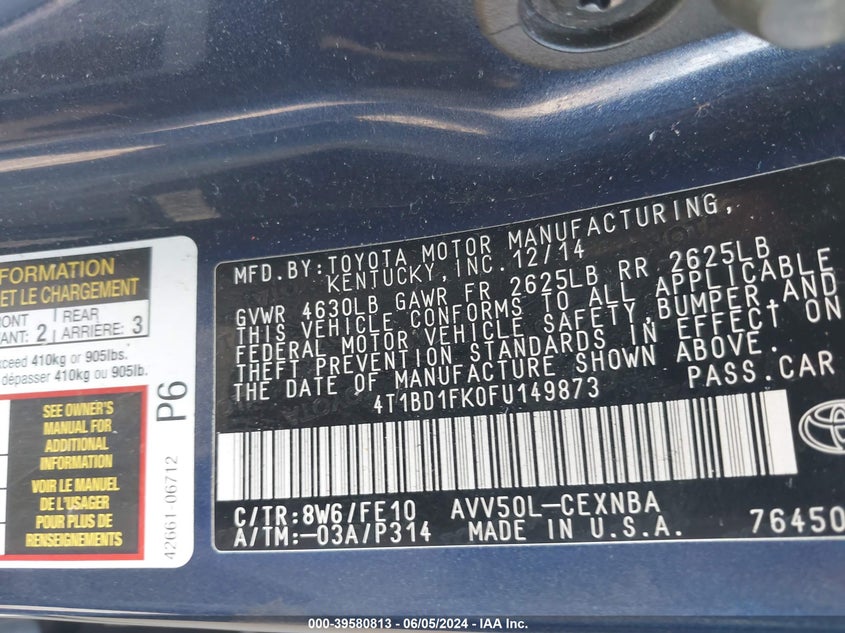 FORMATION
ET LE CHARGEMENT
2 REAR
ARRIÈRE: 3
410kg or 905lbs.
dépasser 410kg ou 905lb.
SEE OWNER'S
MANUAL FOR
ADDITIONAL
INFORMATION
VOIR LE MANUEL
DE L'USAGER
POUR PLUS DE
RENSEIGNEMENTS
P6
42661-06712
MFD.BY:TOYOTA MOTOR MANUFACTURING,
KENTUCKY,INC.12/14
GVWR 4630LB GAWR FR 2625LB RR 2625LB
THIS VEHICLE CONFORMS TO ALL APPLICABLE
FEDERAL MOTOR VEHICLE SAFETY,BUMPER,AND
THEFT PREVENTION STANDARDS IN EFFECT ON
THE DATE OF MANUFACTURE SHOWN ABOVE.
4T1BD1FK0FU149873 PASS.CAR
C/TR:8W6/FE10 AVV50L-CEXNBA
A/TM:-03A/P314 MADE IN U.S.A. 76450
000-39580813 - 06/05/2024 - IAA Inc.